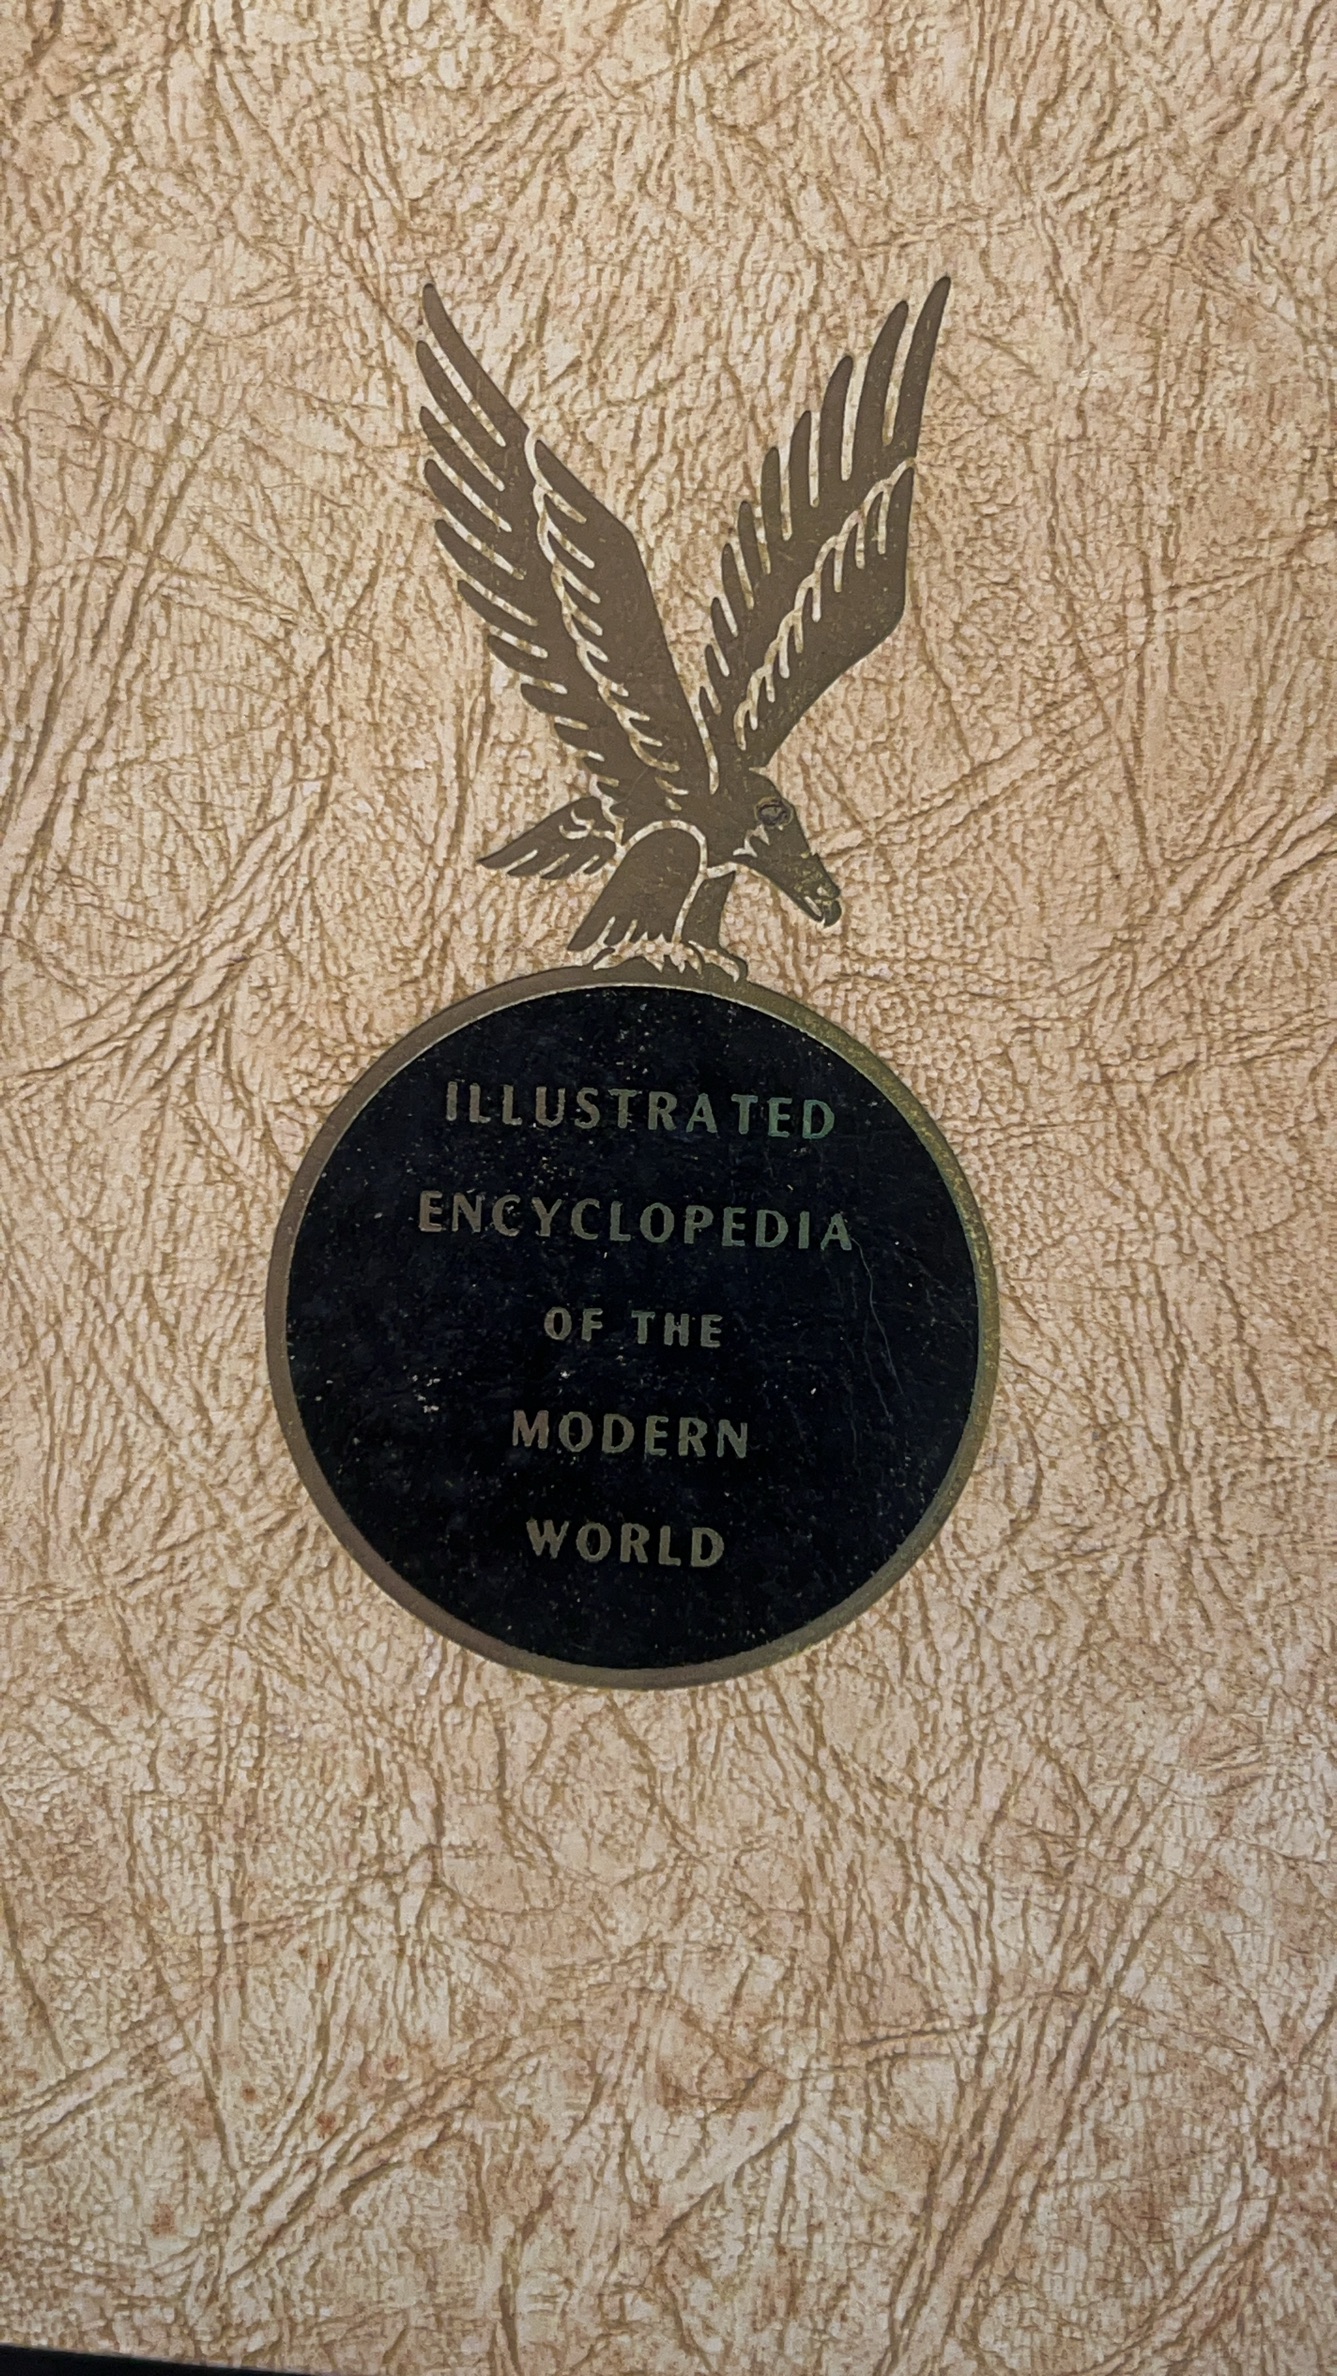 ILLUSTRATED
ENCYCLOPEDIA
OF THE
MODERN
WORLD